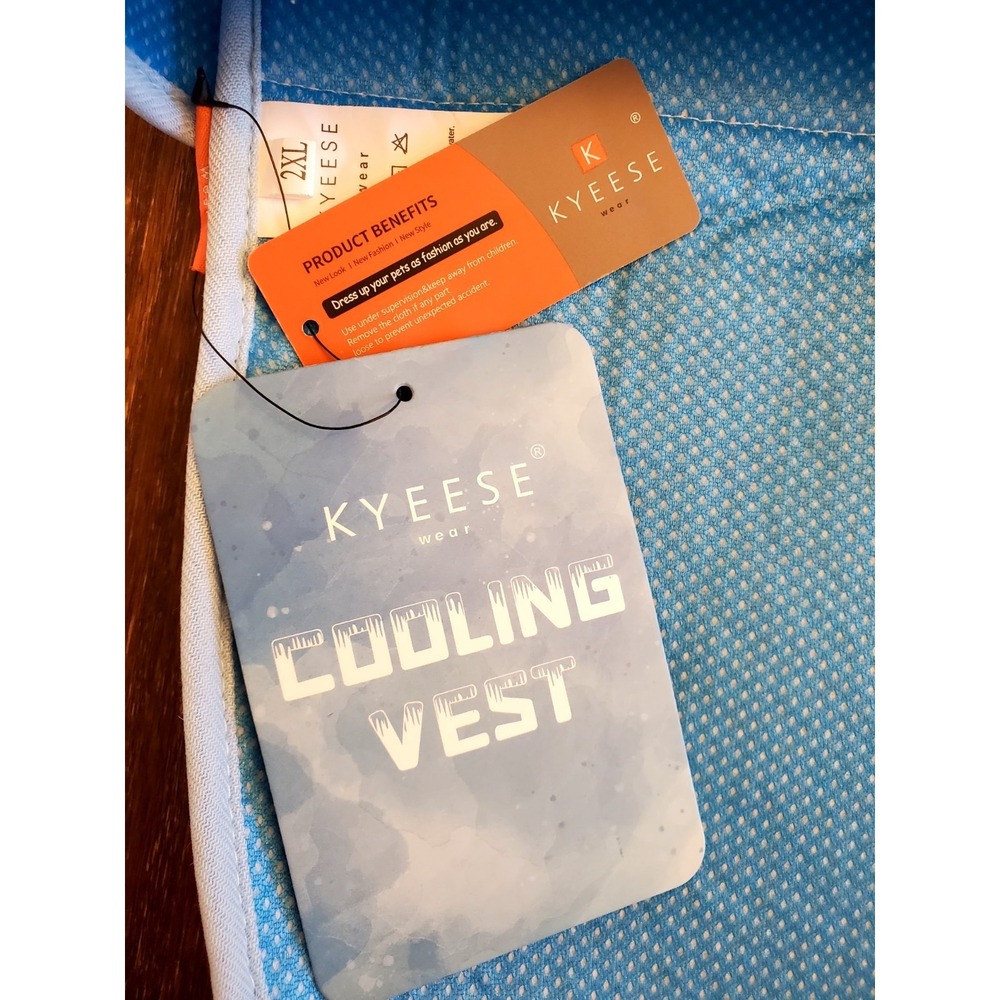 2XL
KYEESE
wear
ater.
PRODUCT BENEFITS
New Look | New Fashion | New Style
Dress up your pets as fashion as you are.
Use under supervision&keep away from children
Remove the cloth if any part
loose to prevent unexpected accident.
K
KYEESE®
wear
KYEESE®
wear
COOLING
VEST